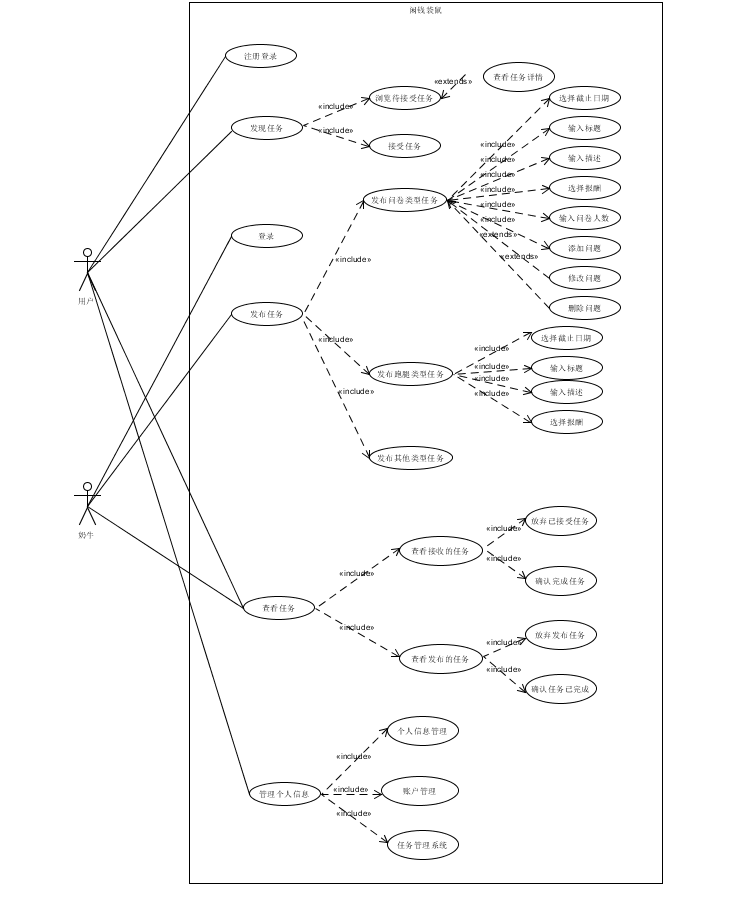 闲钱袋鼠
注册登录
查看任务详情
«extends»
浏览待接受任务
选择截止日期
«include»
发现任务
«include»
输入标题
接受任务
«include»
«include»
输入描述
«include»
选择报酬
«include»
发布问卷类型任务
«include»
输入问卷人数
«include»
登录
«extends»
添加问题
«include»
«extends»
修改问题
用户
删除问题
发布任务
«include»
选择截止日期
«include»
输入标题
«include»
发布跑腿类型任务
«include»
输入描述
«include»
«include»
选择报酬
发布其他类型任务
奶牛
放弃已接受任务
«include»
查看接收的任务
«include»
«include»
确认完成任务
查看任务
«include»
放弃发布任务
«include»
查看发布的任务
«include»
确认任务已完成
个人信息管理
«include»
管理个人信息
«include»
账户管理
«include»
任务管理系统